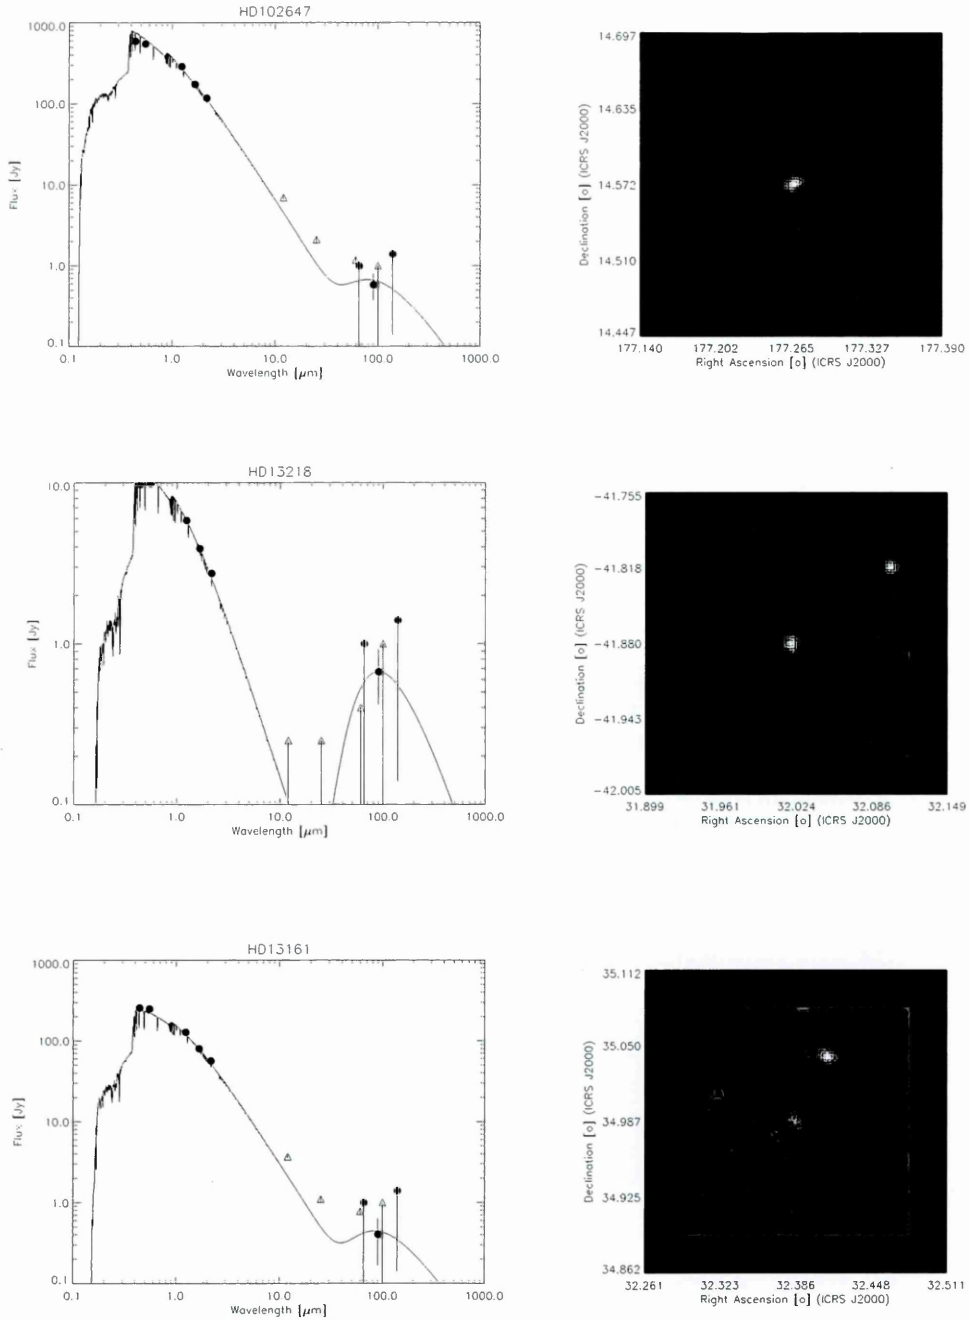 HD102647
1000.0
100.0
10.0
1.0
0.1
Flux [Jy]
0.1 1.0 10.0 100.0 1000.0
Wavelength [μm]
14.697
14.635
14.572
14.510
14.447
Declination [o] (ICRS J2000)
177.140 177.202 177.265 177.327 177.390
Right Ascension [o] (ICRS J2000)
HD13218
10.0
1.0
0.1
Flux [Jy]
0.1 1.0 10.0 100.0 1000.0
Wavelength [μm]
-41.755
-41.818
-41.880
-41.943
-42.005
Declination [o] (ICRS J2000)
31.899 31.961 32.024 32.086 32.149
Right Ascension [o] (ICRS J2000)
HD13161
1000.0
100.0
10.0
1.0
0.1
Flux [Jy]
0.1 1.0 10.0 100.0 1000.0
Wavelength [μm]
35.112
35.050
34.987
34.925
34.862
Declination [o] (ICRS J2000)
32.261 32.323 32.386 32.448 32.511
Right Ascension [o] (ICRS J2000)